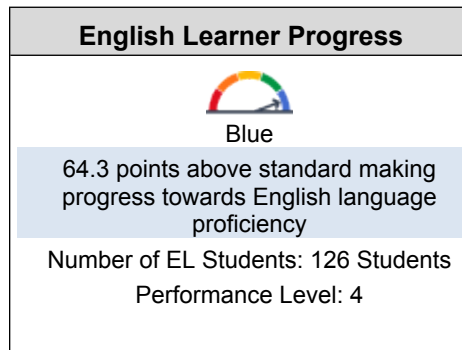 English Learner Progress
Blue
64.3 points above standard making
progress towards English language
proficiency
Number of EL Students: 126 Students
Performance Level: 4